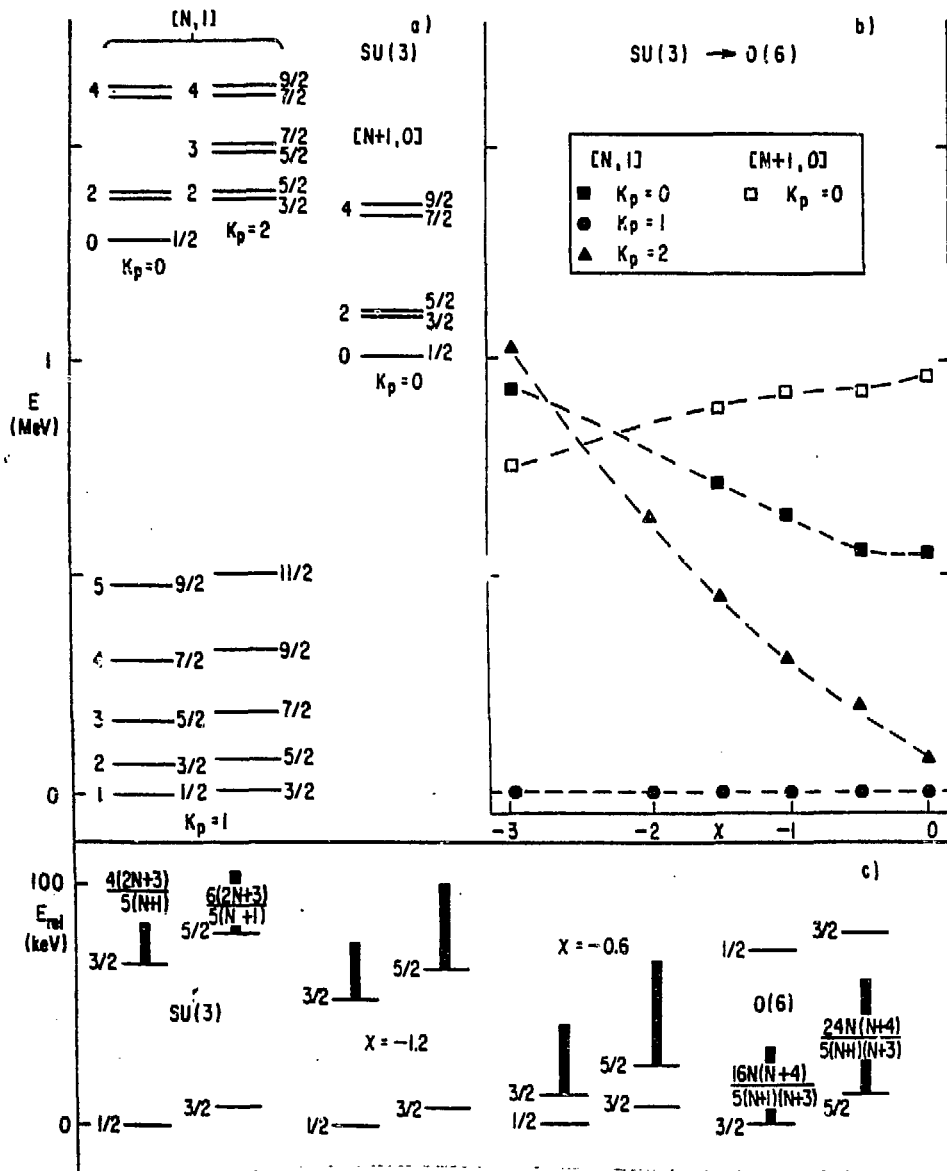 [N,1]
a)
SU(3)
4 4 9/2
7/2
3 7/2
5/2
[N+1,0]
2 2 5/2
3/2
4 9/2
7/2
0 1/2 Kp=2
Kp=0
2 5/2
3/2
0 1/2
Kp=0
1
E
(MeV)
5 9/2 11/2
4 7/2 9/2
3 5/2 7/2
2 3/2 5/2
0 1 1/2 3/2
Kp=1
b)
SU(3) → O(6)
[N,1] [N+1,0]
■ Kp=0 □ Kp=0
● Kp=1
▲ Kp=2
-3 -2 χ -1 0
c)
100
Erel
(keV)
0
4(2N+3)
5(N+1)
6(2N+3)
5(N+1)
3/2 5/2
SU(3)
1/2 3/2
3/2 5/2
χ = -1.2
1/2 3/2
χ = -0.6
3/2 5/2
1/2 3/2
1/2 3/2
O(6)
16N(N+4)
5(N+1)(N+3)
24N(N+4)
5(N+1)(N+3)
3/2 5/2